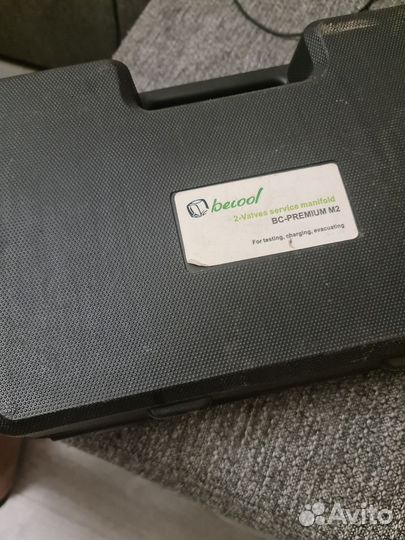 becool
2-Valves service manifold
BC-PREMIUM M2
For testing, charging, evacuating
Avito